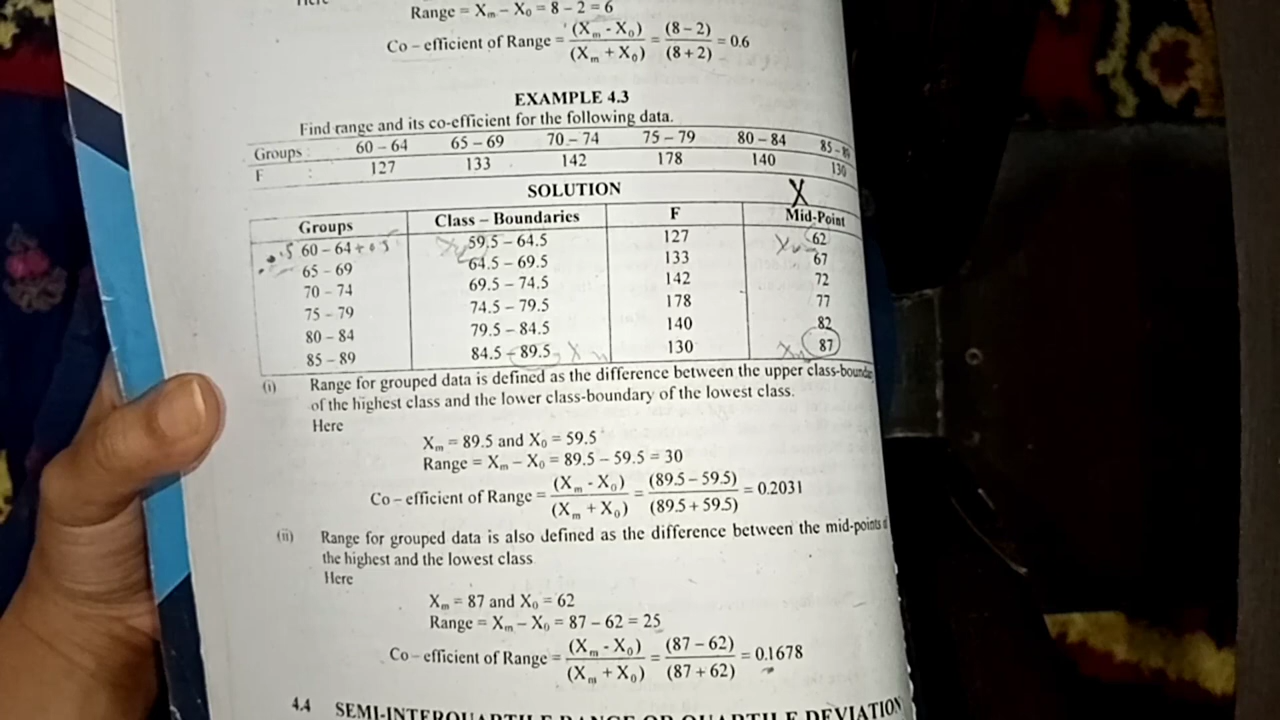 Range = Xm – X0 = 8 – 2 = 6
Co – efficient of Range = (Xm - X0) / (Xm + X0) = (8 – 2) / (8 + 2) = 0.6
EXAMPLE 4.3
Find range and its co-efficient for the following data.
Groups : 60 – 64 65 – 69 70 – 74 75 – 79 80 – 84 85 –
F : 127 133 142 178 140 130
SOLUTION
X
Groups Class – Boundaries F Mid-Point
.5 60 – 64 + 0 5 59.5 – 64.5 127 62
65 – 69 64.5 – 69.5 133 67
70 – 74 69.5 – 74.5 142 72
75 – 79 74.5 – 79.5 178 77
80 – 84 79.5 – 84.5 140 82
85 – 89 84.5 – 89.5 130 87
(i) Range for grouped data is defined as the difference between the upper class-bounda
of the highest class and the lower class-boundary of the lowest class.
Here
Xm = 89.5 and X0 = 59.5
Range = Xm – X0 = 89.5 – 59.5 = 30
Co – efficient of Range = (Xm - X0) / (Xm + X0) = (89.5 – 59.5) / (89.5 + 59.5) = 0.2031
(ii) Range for grouped data is also defined as the difference between the mid-points
the highest and the lowest class
Here
Xm = 87 and X0 = 62
Range = Xm – X0 = 87 – 62 = 25
Co – efficient of Range = (Xm - X0) / (Xm + X0) = (87 – 62) / (87 + 62) = 0.1678
4.4 SEMI-INTERQUARTILE RANGE OR QUARTILE DEVIATION